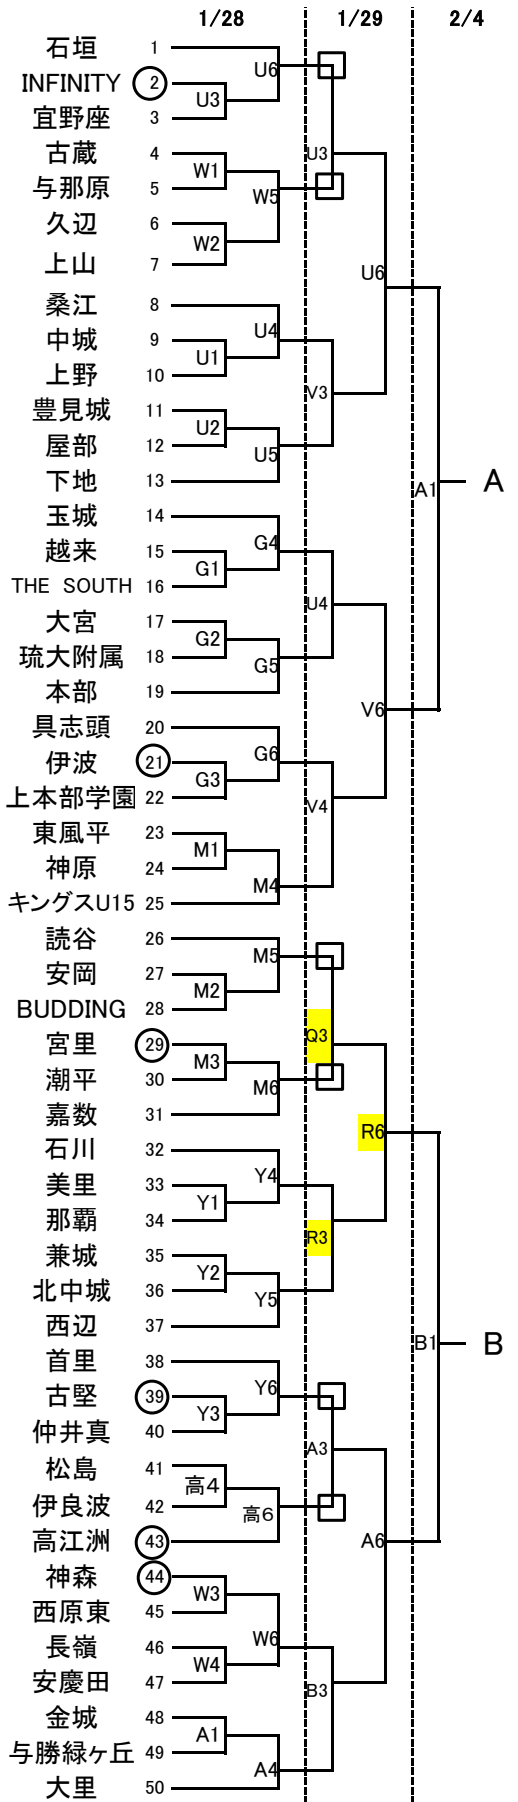 1/28 1/29 2/4
石垣 1
U6
INFINITY 2
U3
宜野座 3
U3
古蔵 4
W1
与那原 5
W5
久辺 6
W2
上山 7
U6
桑江 8
U4
中城 9
U1
上野 10
V3
豊見城 11
U2
屋部 12
U5
下地 13
A1 A
玉城 14
G4
越来 15
G1
THE SOUTH 16
U4
大宮 17
G2
琉大附属 18
G5
本部 19
V6
具志頭 20
G6
伊波 21
G3
上本部学園 22
V4
東風平 23
M1
神原 24
M4
キングスU15 25
読谷 26
M5
安岡 27
M2
BUDDING 28
Q3
宮里 29
M3
潮平 30
M6
嘉数 31
R6
石川 32
Y4
美里 33
Y1
那覇 34
R3
兼城 35
Y2
北中城 36
Y5
西辺 37
B1 B
首里 38
Y6
古堅 39
Y3
仲井真 40
A3
松島 41
高4
伊良波 42
高6
高江洲 43
A6
神森 44
W3
西原東 45
W6
長嶺 46
W4
安慶田 47
B3
金城 48
A1
与勝緑ヶ丘 49
A4
大里 50